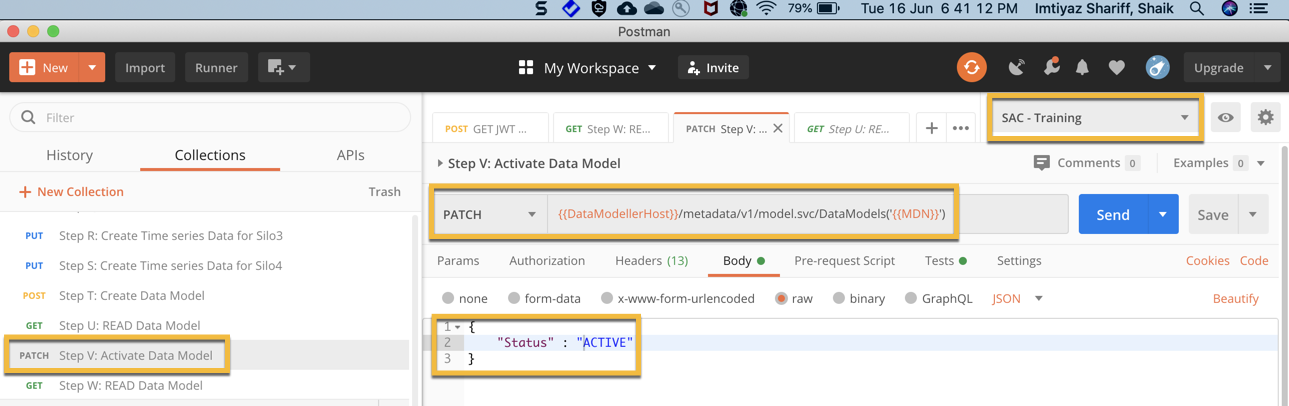 79% Tue 16 Jun 6 41 12 PM Imtiyaz Shariff, Shaik
Postman
New Import Runner My Workspace Invite Upgrade
Filter
History Collections APIs
New Collection Trash
PUT Step R: Create Time series Data for Silo3
PUT Step S: Create Time series Data for Silo4
POST Step T: Create Data Model
GET Step U: READ Data Model
PATCH Step V: Activate Data Model
GET Step W: READ Data Model
POST GET JWT ... GET Step W: RE... PATCH Step V: ... GET Step U: RE...
SAC - Training
Step V: Activate Data Model Comments 0 Examples 0
PATCH {{DataModellerHost}}/metadata/v1/model.svc/DataModels('{{MDN}}') Send Save
Params Authorization Headers (13) Body Pre-request Script Tests Settings Cookies Code
none form-data x-www-form-urlencoded raw binary GraphQL JSON Beautify
1 {
2 "Status" : "ACTIVE"
3 }